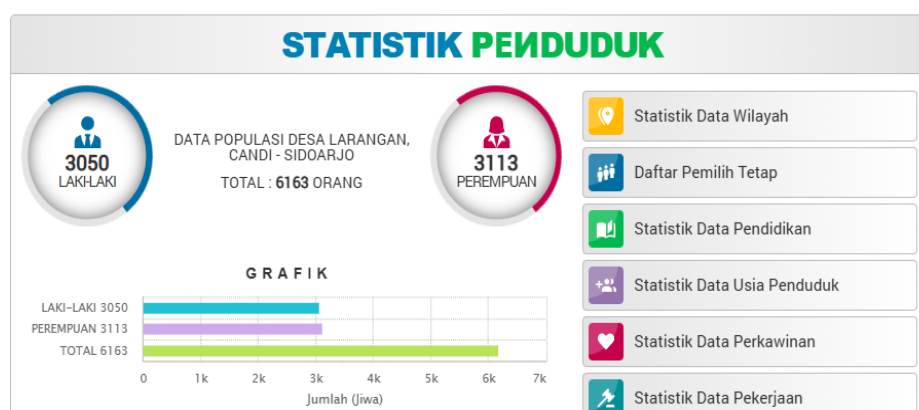 STATISTIK PENDUDUK
3050
LAKI-LAKI
DATA POPULASI DESA LARANGAN,
CANDI - SIDOARJO
TOTAL : 6163 ORANG
3113
PEREMPUAN
GRAFIK
LAKI-LAKI 3050
PEREMPUAN 3113
TOTAL 6163
0 1k 2k 3k 4k 5k 6k 7k
Jumlah (Jiwa)
Statistik Data Wilayah
Daftar Pemilih Tetap
Statistik Data Pendidikan
Statistik Data Usia Penduduk
Statistik Data Perkawinan
Statistik Data Pekerjaan